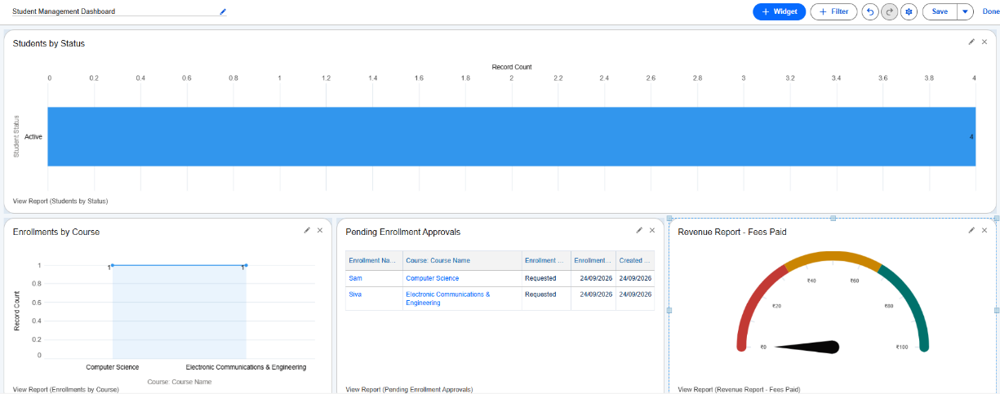 Student Management Dashboard
+ Widget
+ Filter
Save
Done
Students by Status
Record Count
0 0.2 0.4 0.6 0.8 1 1.2 1.4 1.6 1.8 2 2.2 2.4 2.6 2.8 3 3.2 3.4 3.6 3.8 4
Student Status
Active
4
View Report (Students by Status)
Enrollments by Course
Record Count
1
0.8
0.6
0.4
0.2
0
1
1
Computer Science
Electronic Communications & Engineering
Course: Course Name
View Report (Enrollments by Course)
Pending Enrollment Approvals
Enrollment Na... Course: Course Name Enrollment ... Enrollment... Created ...
Sam Computer Science Requested 24/09/2026 24/09/2026
Siva Electronic Communications & Requested 24/09/2026 24/09/2026
Engineering
View Report (Pending Enrollment Approvals)
Revenue Report - Fees Paid
₹0
₹20
₹40
₹60
₹80
₹100
View Report (Revenue Report - Fees Paid)